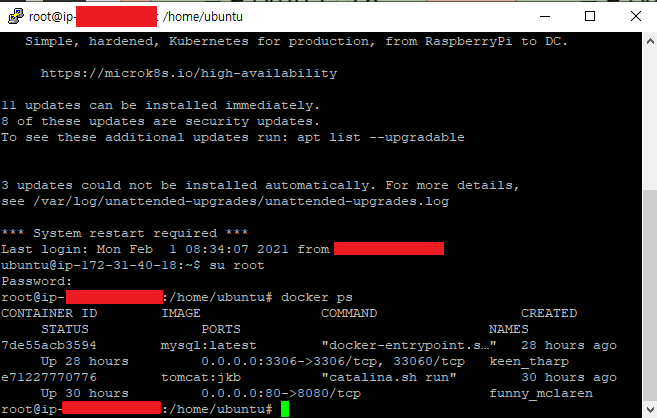 root@ip- : /home/ubuntu
Simple, hardened, Kubernetes for production, from RaspberryPi to DC.
https://microk8s.io/high-availability
11 updates can be installed immediately.
8 of these updates are security updates.
To see these additional updates run: apt list --upgradable
3 updates could not be installed automatically. For more details,
see /var/log/unattended-upgrades/unattended-upgrades.log
*** System restart required ***
Last login: Mon Feb  1 08:34:07 2021 from
ubuntu@ip-172-31-40-18:~$ su root
Password:
root@ip- :/home/ubuntu# docker ps
CONTAINER ID        IMAGE               COMMAND                  CREATED
STATUS              PORTS                               NAMES
7de55acb3594        mysql:latest        "docker-entrypoint.s…"   28 hours ago
Up 28 hours         0.0.0.0:3306->3306/tcp, 33060/tcp   keen_tharp
e71227770776        tomcat:jkb          "catalina.sh run"        30 hours ago
Up 30 hours         0.0.0.0:80->8080/tcp                funny_mclaren
root@ip- :/home/ubuntu#